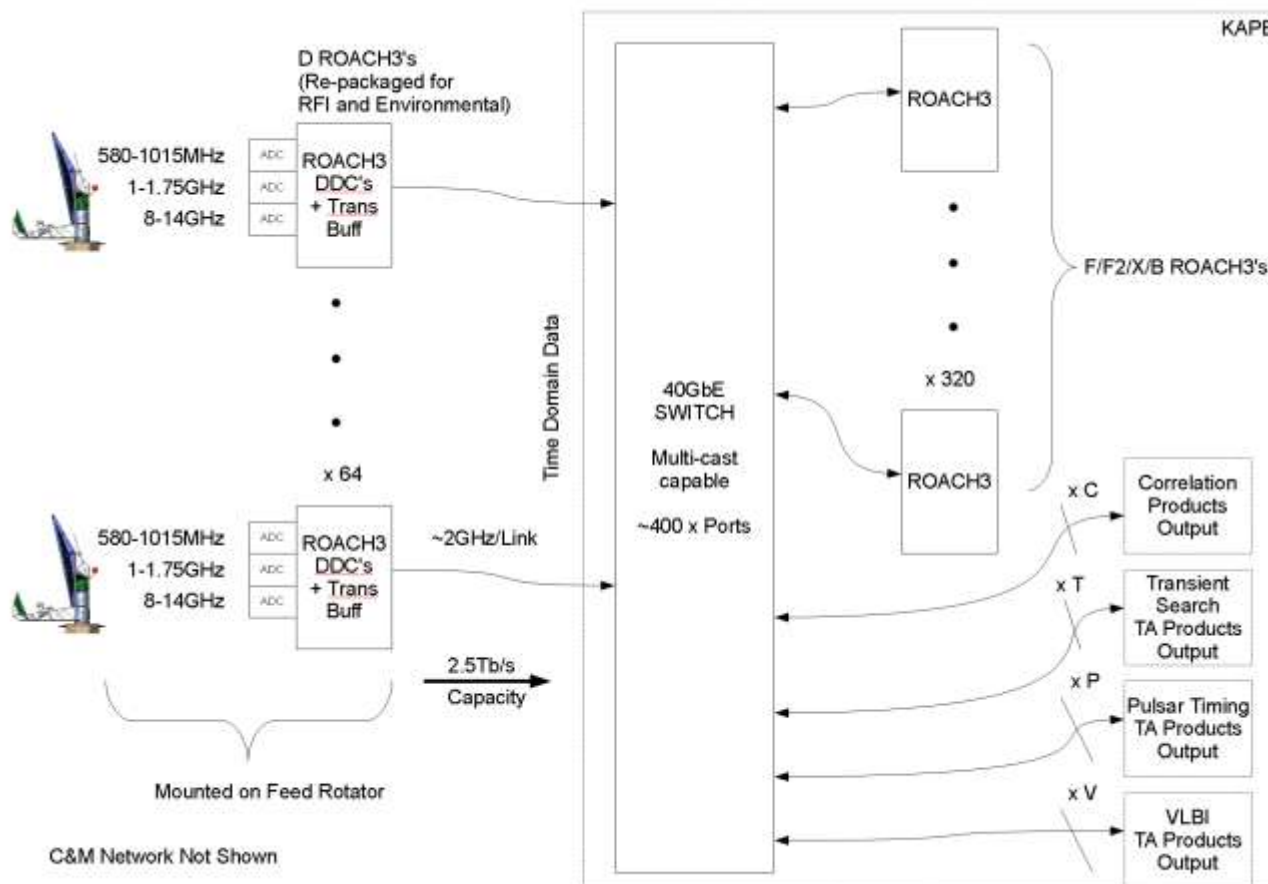 KAPB
D ROACH3's
(Re-packaged for
RFI and Environmental)
580-1015MHz
1-1.75GHz
8-14GHz
ADC
ADC
ADC
ROACH3
DDC's
+ Trans
Buff
ROACH3
F/F2/X/B ROACH3's
Time Domain Data
x 64
40GbE
SWITCH
Multi-cast
capable
~400 x Ports
x 320
ROACH3
580-1015MHz
1-1.75GHz
8-14GHz
ADC
ADC
ADC
ROACH3
DDC's
+ Trans
Buff
~2GHz/Link
2.5Tb/s
Capacity
x C
Correlation
Products
Output
x T
Transient
Search
TA Products
Output
x P
Pulsar Timing
TA Products
Output
x V
VLBI
TA Products
Output
Mounted on Feed Rotator
C&M Network Not Shown